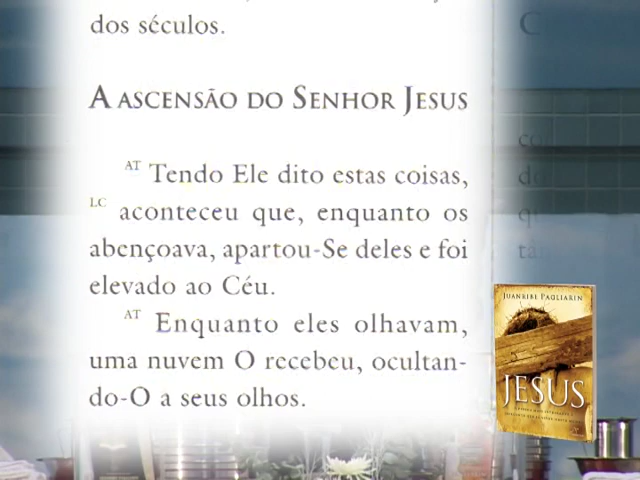 dos séculos.
A ASCENSÃO DO SENHOR JESUS
AT Tendo Ele dito estas coisas,
LC aconteceu que, enquanto os
abençoava, apartou-Se deles e foi
elevado ao Céu.
AT Enquanto eles olhavam,
uma nuvem O recebeu, ocultan-
do-O a seus olhos.
JUANRIBE PAGLIARIN
JESUS